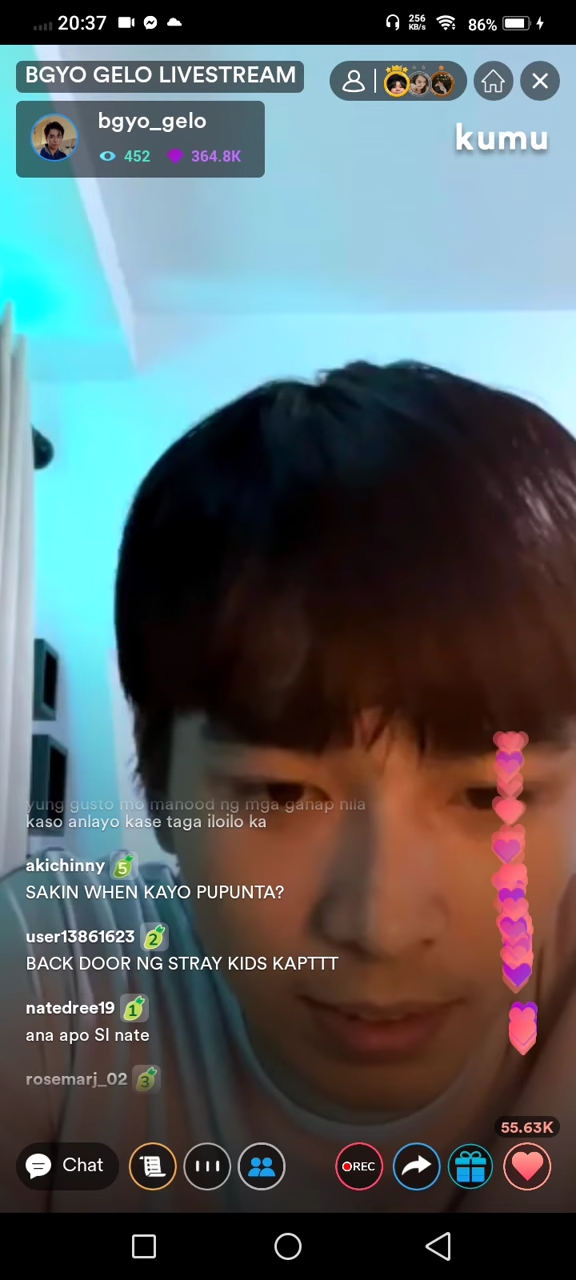 20:37
256
KB/s
86%
BGYO GELO LIVESTREAM
bgyo_gelo
452
364.8K
kumu
yung gusto mo manood ng mga ganap nila
kaso anlayo kase taga iloilo ka
akichinny 5
SAKIN WHEN KAYO PUPUNTA?
user13861623 2
BACK DOOR NG STRAY KIDS KAPTTT
natedree19 1
ana apo SI nate
rosemarj_02 3
55.63K
Chat
REC